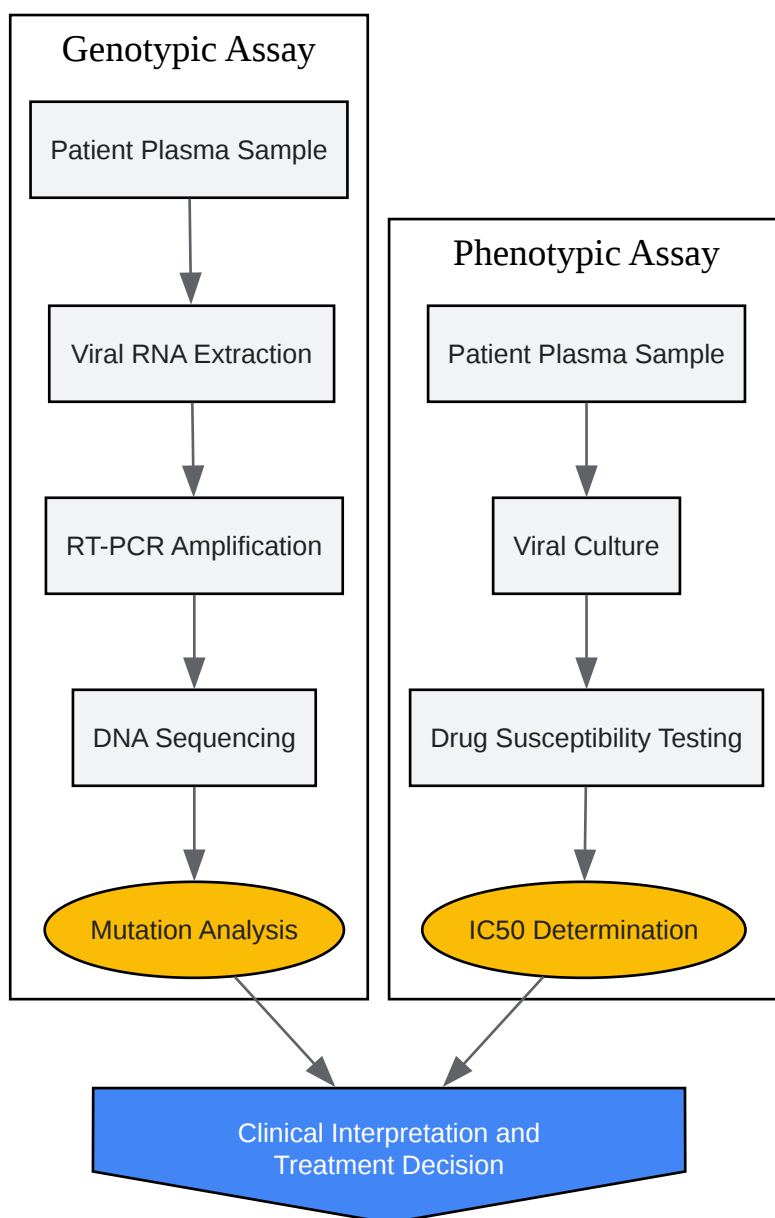 Genotypic Assay
Patient Plasma Sample
Viral RNA Extraction
RT-PCR Amplification
DNA Sequencing
Mutation Analysis
Phenotypic Assay
Patient Plasma Sample
Viral Culture
Drug Susceptibility Testing
IC50 Determination
Clinical Interpretation and
Treatment Decision